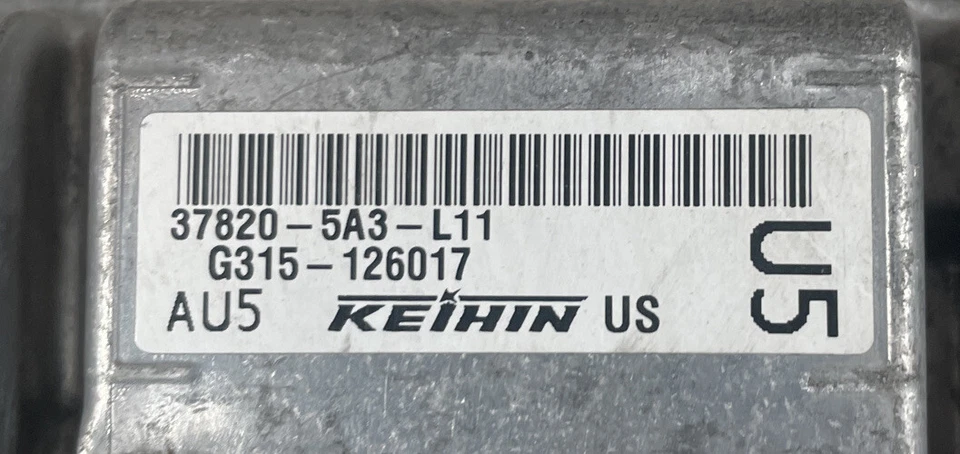 37820-5A3-L11
G315-126017
AU5 KEIHIN US
U5